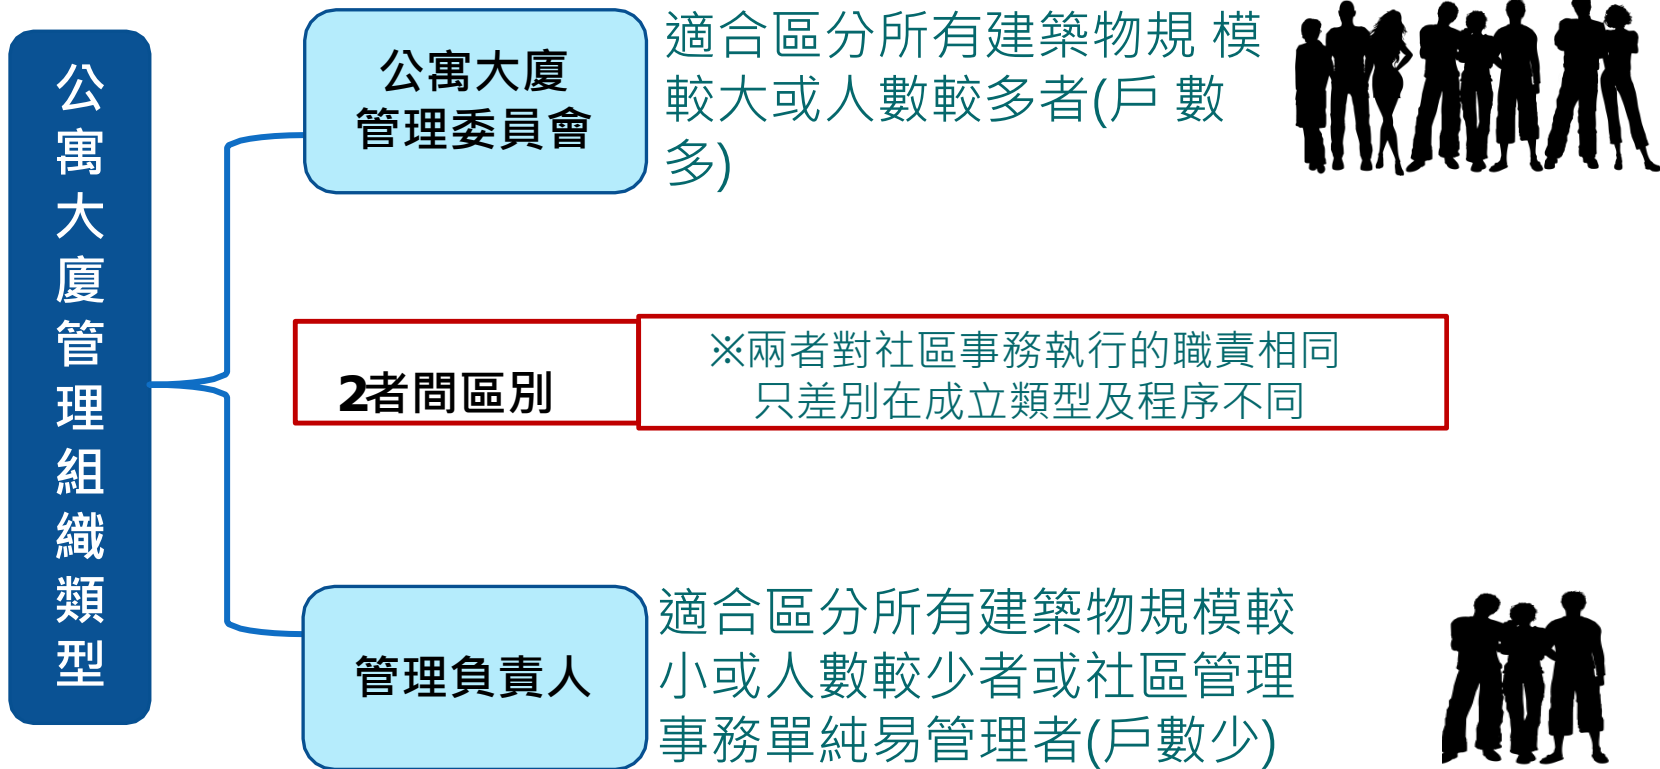 公寓大廈管理組織類型
公寓大廈
管理委員會
適合區分所有建築物規 模
較大或人數較多者(戶 數
多)
2者間區別
※兩者對社區事務執行的職責相同
只差別在成立類型及程序不同
管理負責人
適合區分所有建築物規模較
小或人數較少者或社區管理
事務單純易管理者(戶數少)